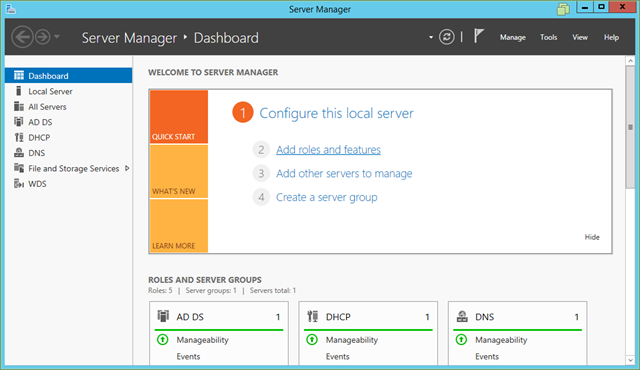 Server Manager
Server Manager ‣ Dashboard
Manage Tools View Help
Dashboard
Local Server
All Servers
AD DS
DHCP
DNS
File and Storage Services
WDS
WELCOME TO SERVER MANAGER
QUICK START
WHAT'S NEW
LEARN MORE
1 Configure this local server
2 Add roles and features
3 Add other servers to manage
4 Create a server group
Hide
ROLES AND SERVER GROUPS
Roles: 5 | Server groups: 1 | Servers total: 1
AD DS 1
Manageability
Events
DHCP 1
Manageability
Events
DNS 1
Manageability
Events